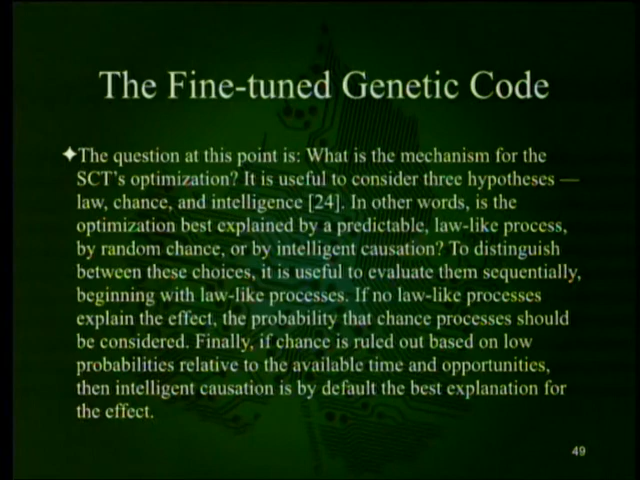 The Fine-tuned Genetic Code
✦The question at this point is: What is the mechanism for the
SCT's optimization? It is useful to consider three hypotheses —
law, chance, and intelligence [24]. In other words, is the
optimization best explained by a predictable, law-like process,
by random chance, or by intelligent causation? To distinguish
between these choices, it is useful to evaluate them sequentially,
beginning with law-like processes. If no law-like processes
explain the effect, the probability that chance processes should
be considered. Finally, if chance is ruled out based on low
probabilities relative to the available time and opportunities,
then intelligent causation is by default the best explanation for
the effect.
49